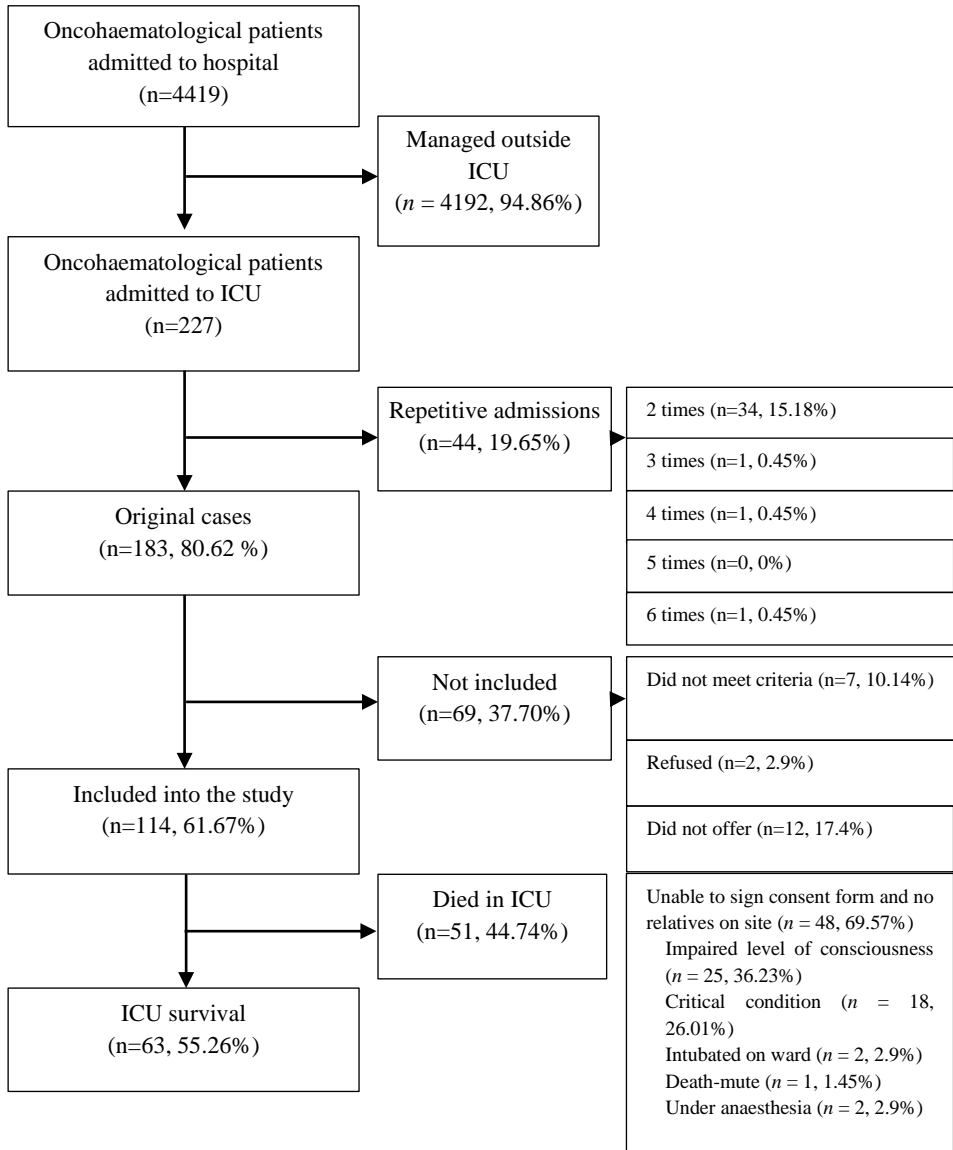 Oncohaematological patients
admitted to hospital
(n=4419)
Managed outside
ICU
(n = 4192, 94.86%)
Oncohaematological patients
admitted to ICU
(n=227)
Repetitive admissions
(n=44, 19.65%)
2 times (n=34, 15.18%)
3 times (n=1, 0.45%)
4 times (n=1, 0.45%)
5 times (n=0, 0%)
6 times (n=1, 0.45%)
Original cases
(n=183, 80.62 %)
Not included
(n=69, 37.70%)
Did not meet criteria (n=7, 10.14%)
Refused (n=2, 2.9%)
Did not offer (n=12, 17.4%)
Unable to sign consent form and no
relatives on site (n = 48, 69.57%)
Impaired level of consciousness
(n = 25, 36.23%)
Critical condition (n = 18,
26.01%)
Intubated on ward (n = 2, 2.9%)
Death-mute (n = 1, 1.45%)
Under anaesthesia (n = 2, 2.9%)
Included into the study
(n=114, 61.67%)
Died in ICU
(n=51, 44.74%)
ICU survival
(n=63, 55.26%)